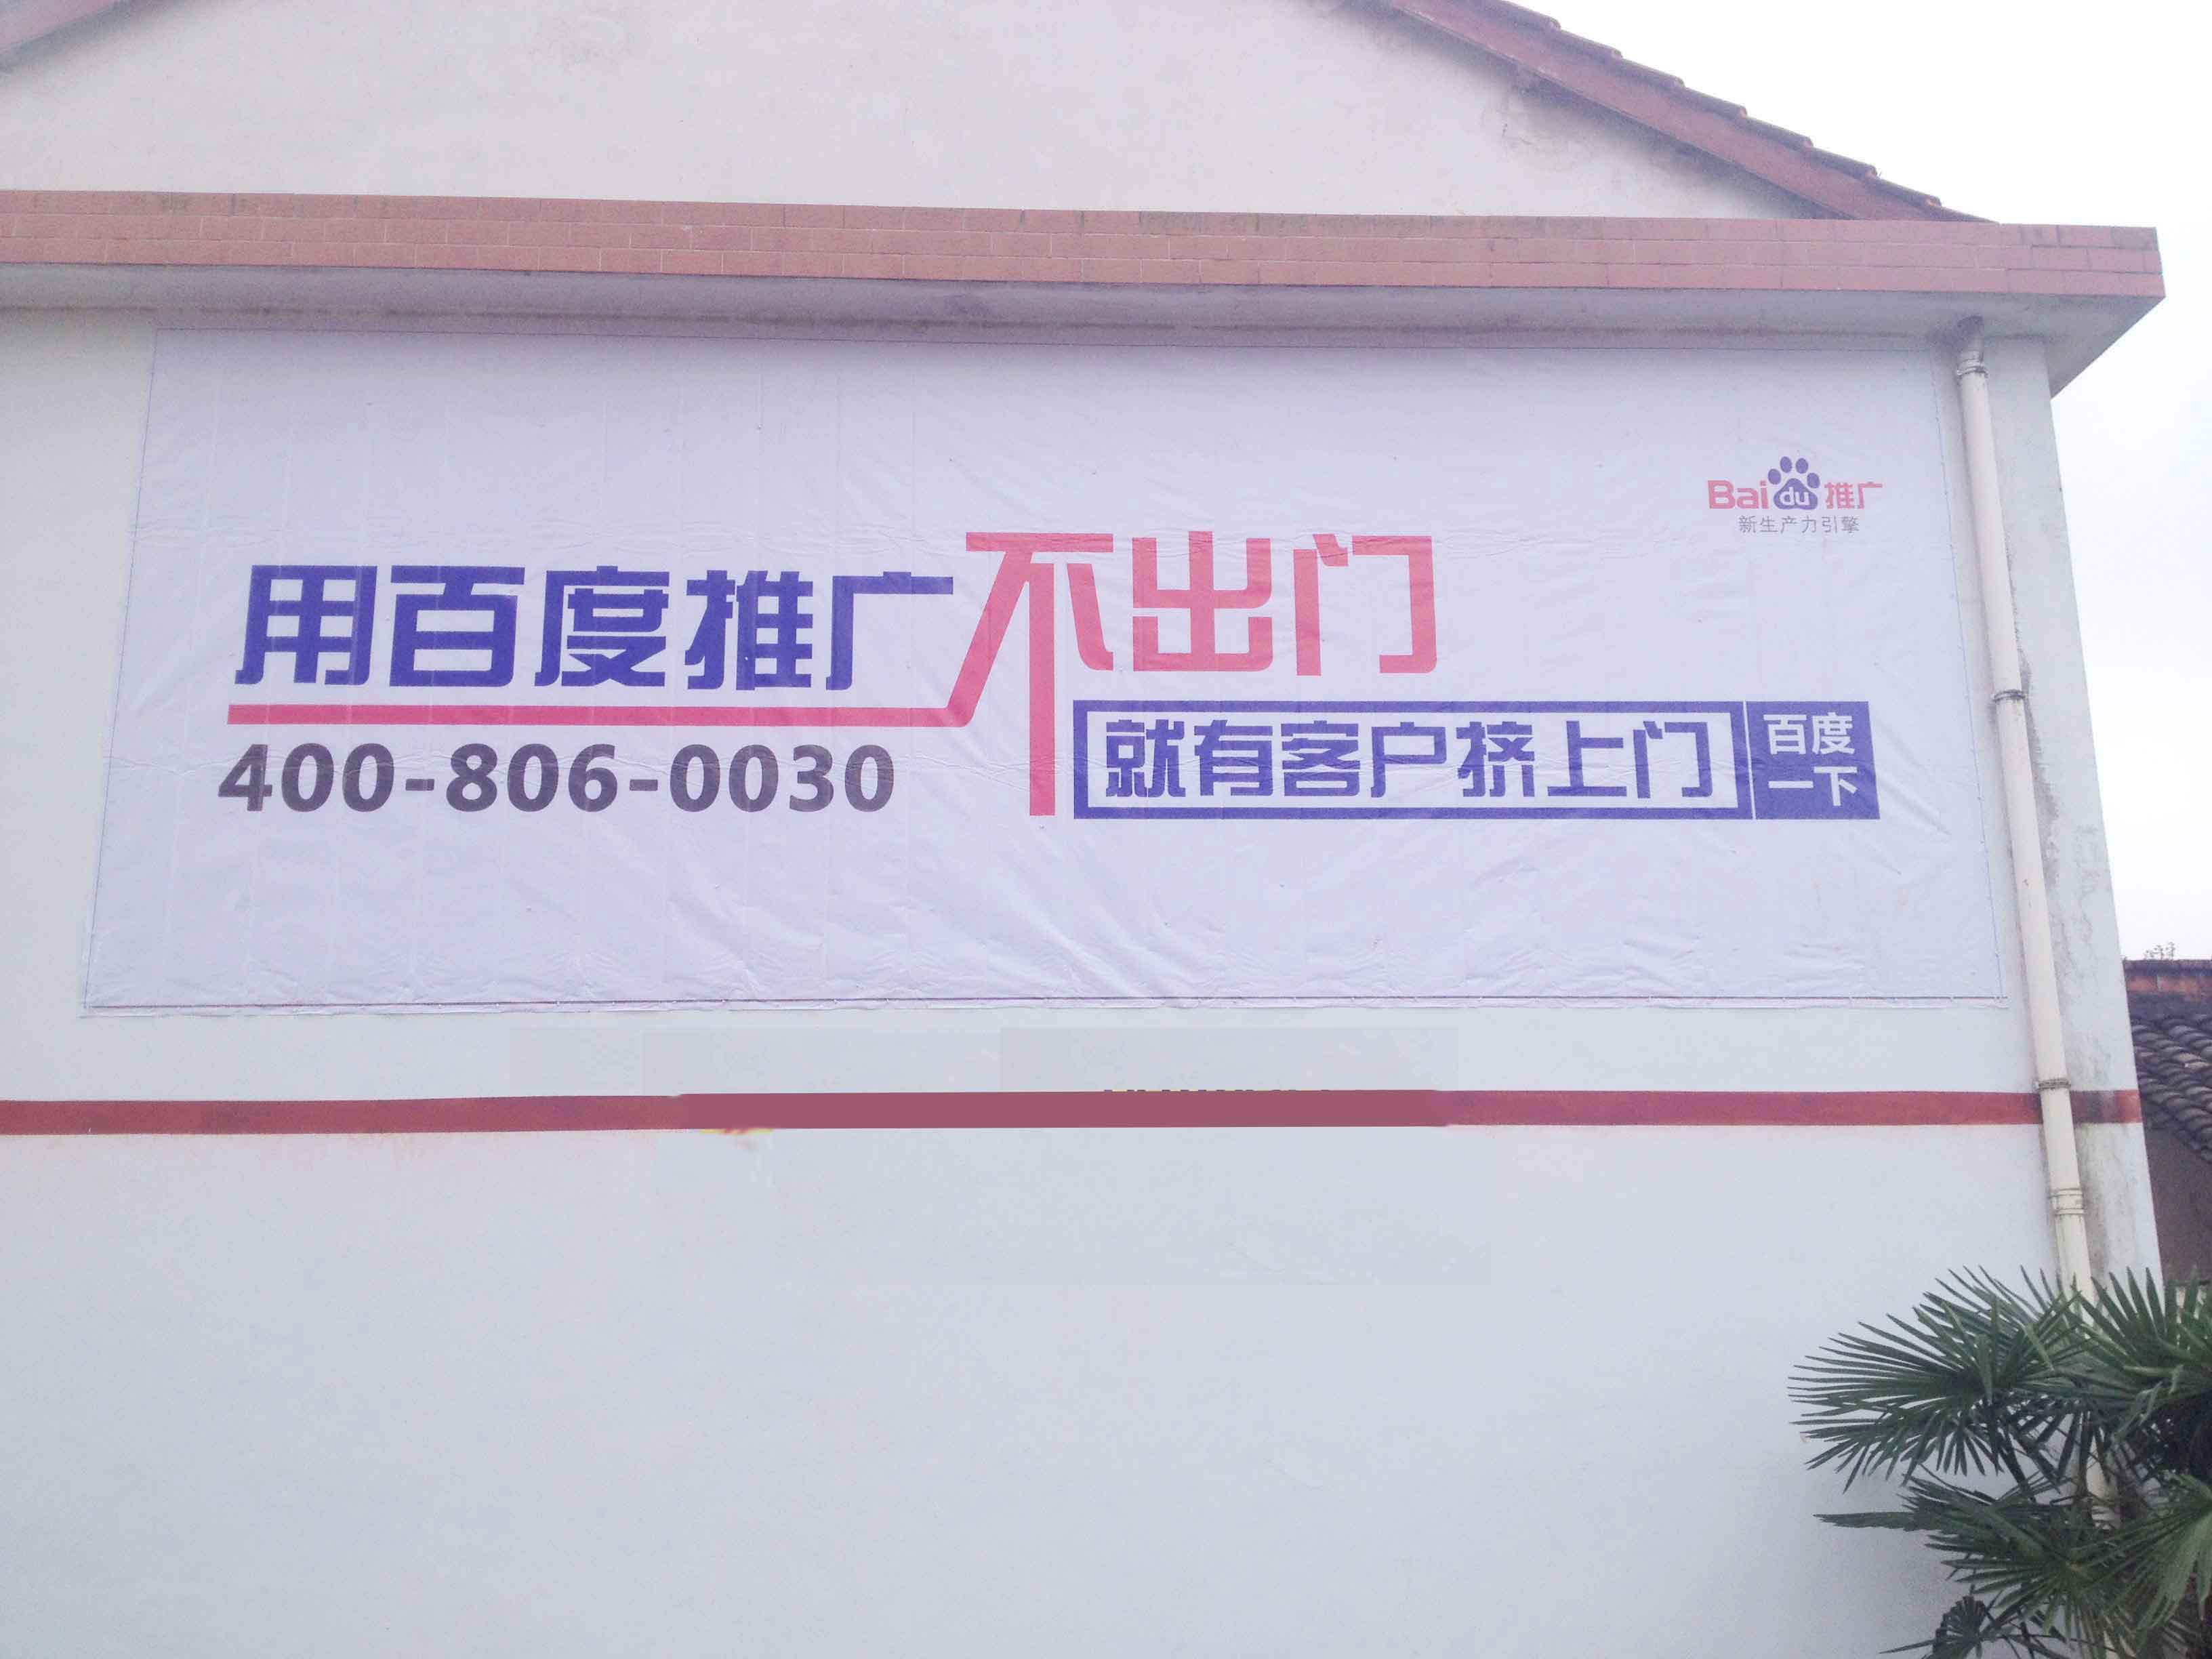 Baidu推广
新生产力引擎
用百度推广不出门
400-806-0030
就有客户挤上门
百度
一下